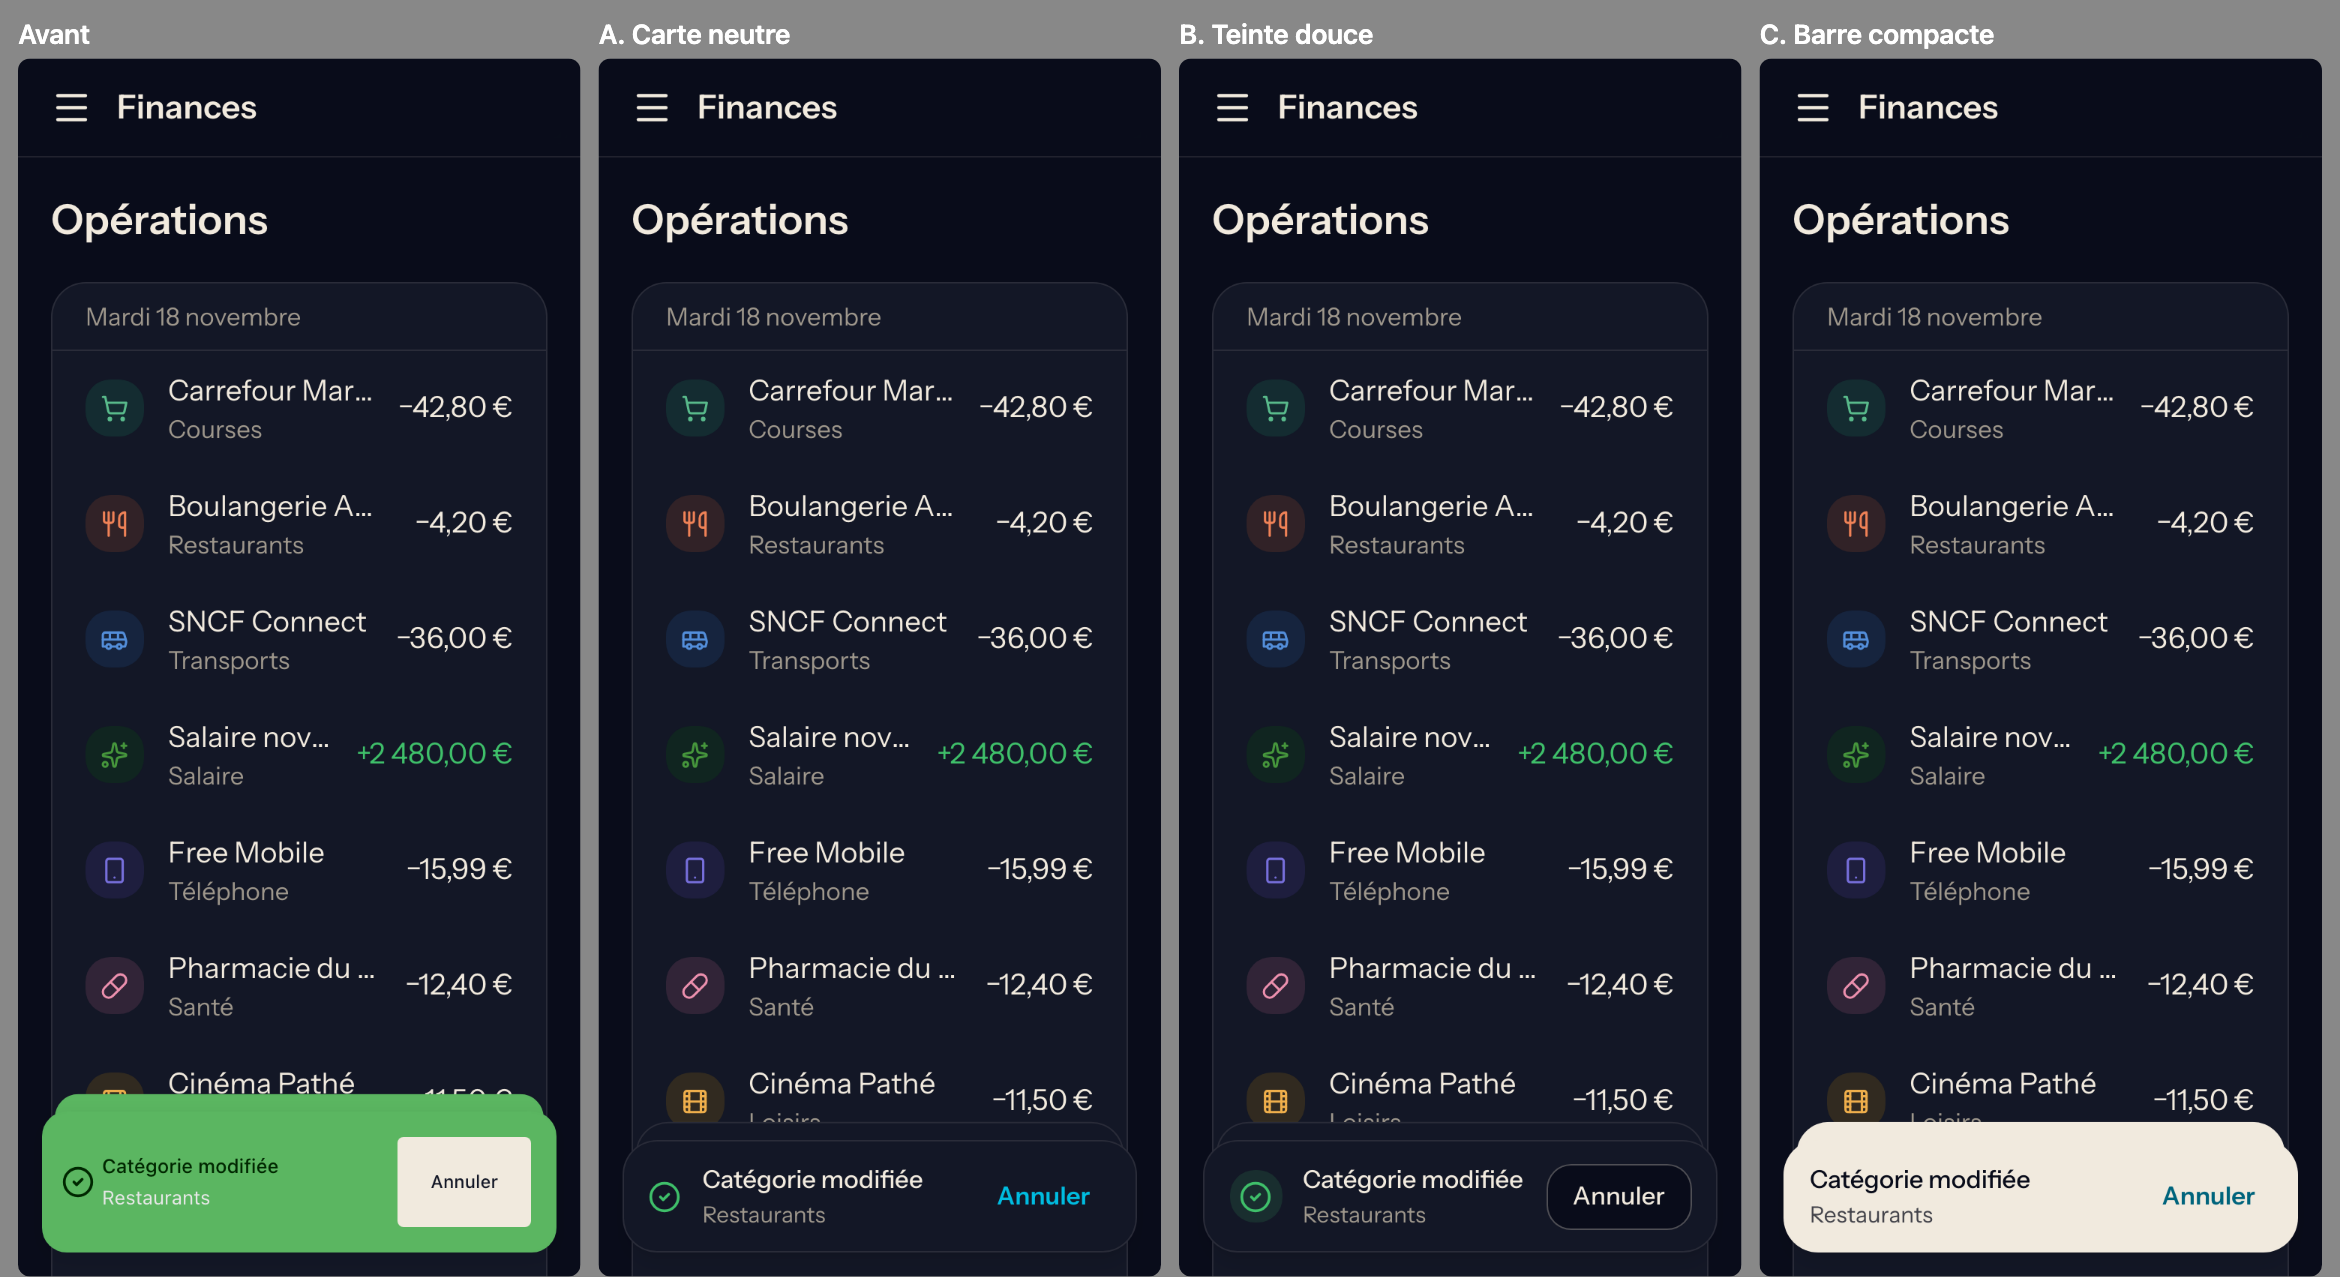 Avant
Finances
Opérations
Mardi 18 novembre
Carrefour Mar... −42,80 €
Courses
Boulangerie A... −4,20 €
Restaurants
SNCF Connect −36,00 €
Transports
Salaire nov... +2 480,00 €
Salaire
Free Mobile −15,99 €
Téléphone
Pharmacie du ... −12,40 €
Santé
Cinéma Pathé −11,50 €
Catégorie modifiée
Restaurants
Annuler
A. Carte neutre
Finances
Opérations
Mardi 18 novembre
Carrefour Mar... −42,80 €
Courses
Boulangerie A... −4,20 €
Restaurants
SNCF Connect −36,00 €
Transports
Salaire nov... +2 480,00 €
Salaire
Free Mobile −15,99 €
Téléphone
Pharmacie du ... −12,40 €
Santé
Cinéma Pathé −11,50 €
Loisirs
Catégorie modifiée
Restaurants
Annuler
B. Teinte douce
Finances
Opérations
Mardi 18 novembre
Carrefour Mar... −42,80 €
Courses
Boulangerie A... −4,20 €
Restaurants
SNCF Connect −36,00 €
Transports
Salaire nov... +2 480,00 €
Salaire
Free Mobile −15,99 €
Téléphone
Pharmacie du ... −12,40 €
Santé
Cinéma Pathé −11,50 €
Loisirs
Catégorie modifiée
Restaurants
Annuler
C. Barre compacte
Finances
Opérations
Mardi 18 novembre
Carrefour Mar... −42,80 €
Courses
Boulangerie A... −4,20 €
Restaurants
SNCF Connect −36,00 €
Transports
Salaire nov... +2 480,00 €
Salaire
Free Mobile −15,99 €
Téléphone
Pharmacie du ... −12,40 €
Santé
Cinéma Pathé −11,50 €
Loisirs
Catégorie modifiée
Restaurants
Annuler